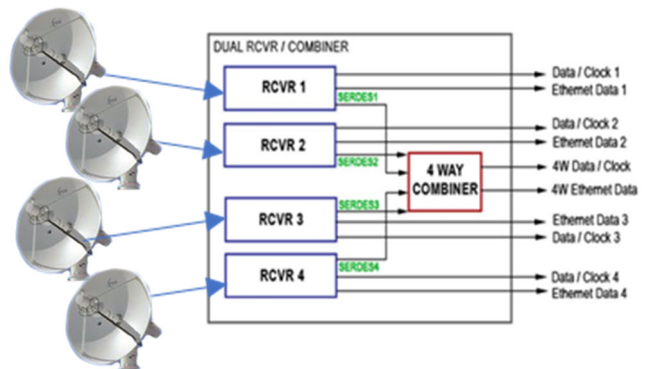 DUAL RCVR / COMBINER
RCVR 1
SERDES1
Data / Clock 1
Ethernet Data 1
RCVR 2
SERDES2
Data / Clock 2
Ethernet Data 2
4 WAY
COMBINER
4W Data / Clock
4W Ethernet Data
RCVR 3
SERDES3
Ethernet Data 3
Data / Clock 3
RCVR 4
SERDES4
Data / Clock 4
Ethernet Data 4